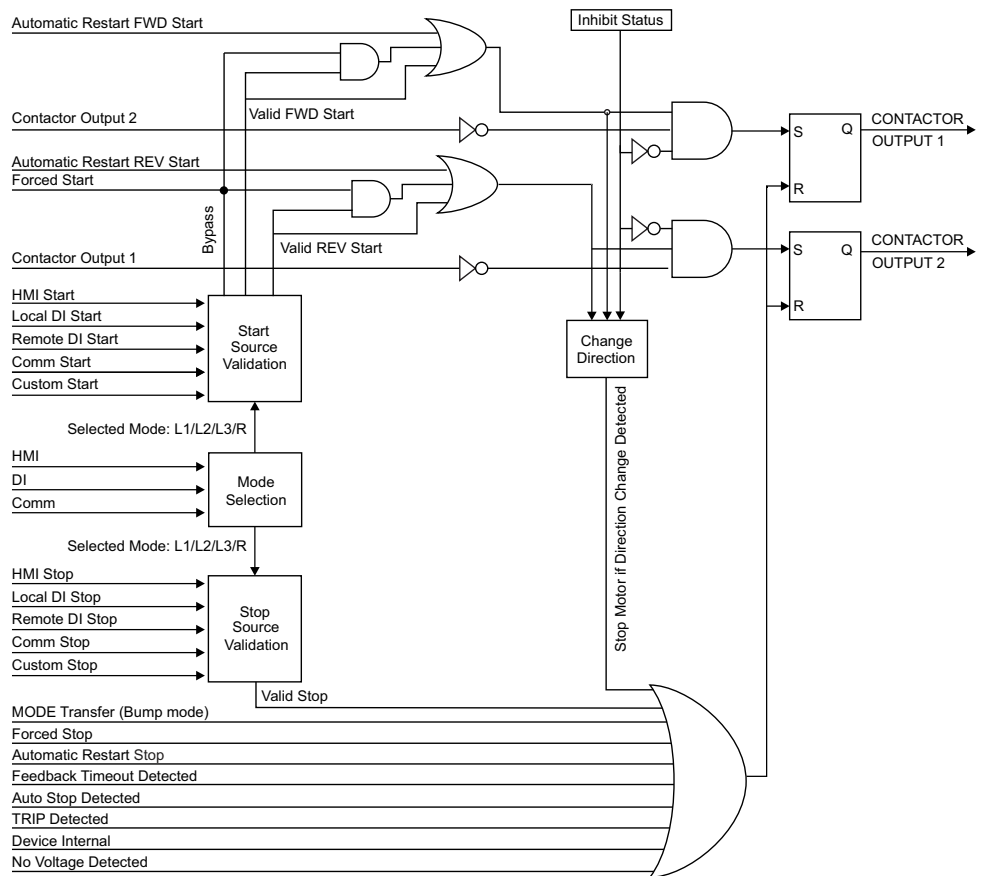 Automatic Restart FWD Start
Inhibit Status
Valid FWD Start
Contactor Output 2
S
Q
CONTACTOR
OUTPUT 1
R
Automatic Restart REV Start
Forced Start
Bypass
Valid REV Start
Contactor Output 1
S
Q
CONTACTOR
OUTPUT 2
R
HMI Start
Local DI Start
Remote DI Start
Comm Start
Custom Start
Start
Source
Validation
Change
Direction
Selected Mode: L1/L2/L3/R
HMI
DI
Comm
Mode
Selection
Stop Motor if Direction Change Detected
Selected Mode: L1/L2/L3/R
HMI Stop
Local DI Stop
Remote DI Stop
Comm Stop
Custom Stop
Stop
Source
Validation
Valid Stop
MODE Transfer (Bump mode)
Forced Stop
Automatic Restart Stop
Feedback Timeout Detected
Auto Stop Detected
TRIP Detected
Device Internal
No Voltage Detected